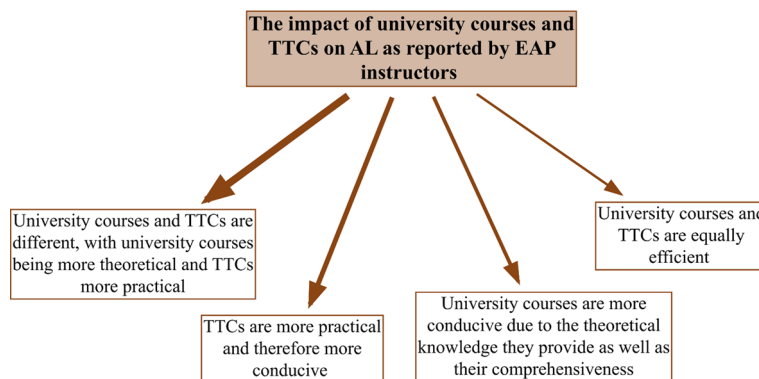 The impact of university courses and
TTCs on AL as reported by EAP
instructors
University courses and TTCs are
different, with university courses
being more theoretical and TTCs
more practical
TTCs are more practical
and therefore more
conducive
University courses are more
conducive due to the theoretical
knowledge they provide as well as
their comprehensiveness
University courses and
TTCs are equally
efficient